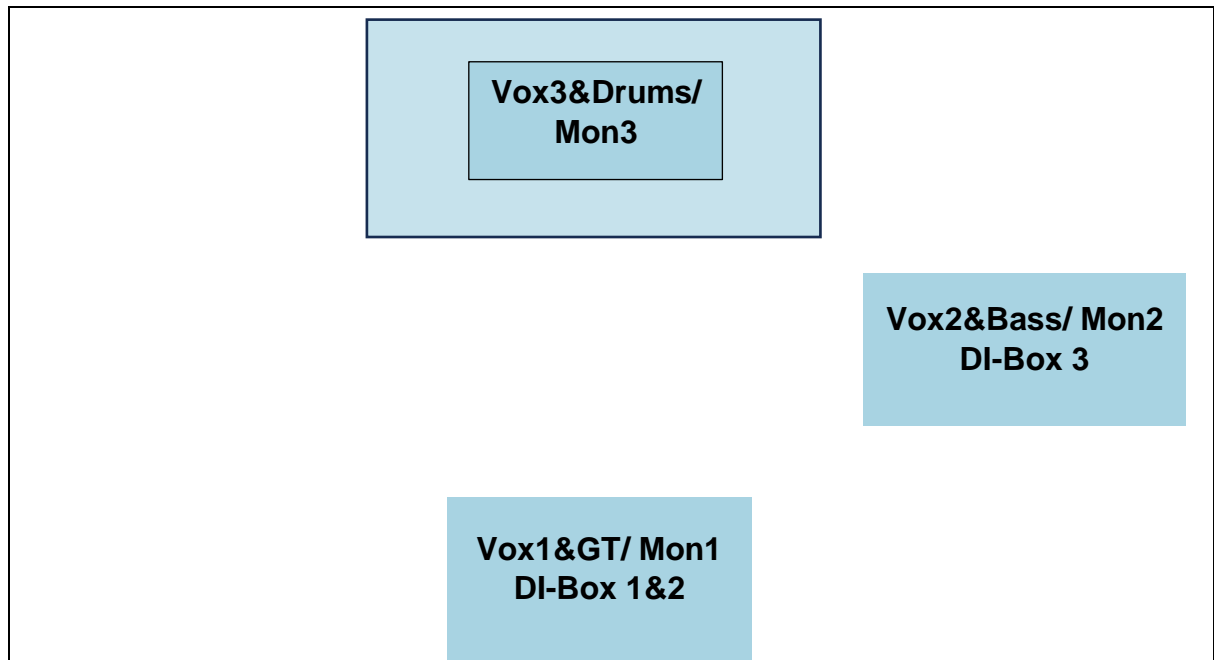 Vox3&Drums/
Mon3
Vox2&Bass/ Mon2
DI-Box 3
Vox1&GT/ Mon1
DI-Box 1&2